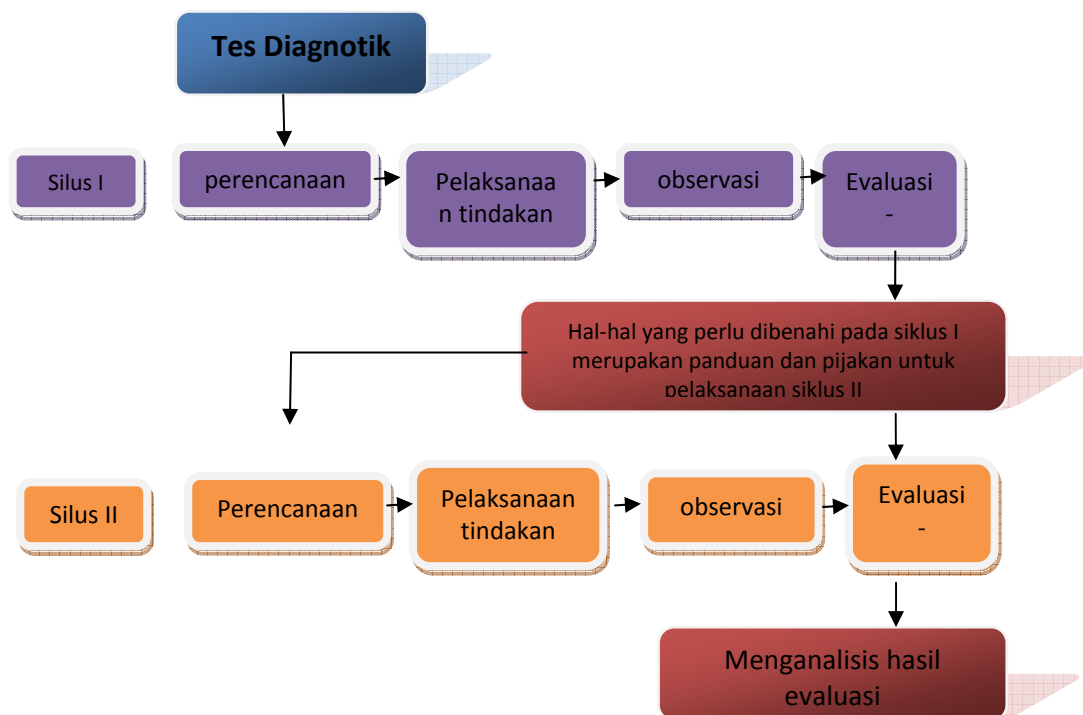 Tes Diagnotik
Silus I
perencanaan
Pelaksanaa
n tindakan
observasi
Evaluasi
-
Hal-hal yang perlu dibenahi pada siklus I
merupakan panduan dan pijakan untuk
pelaksanaan siklus II
Silus II
Perencanaan
Pelaksanaan
tindakan
observasi
Evaluasi
-
Menganalisis hasil
evaluasi